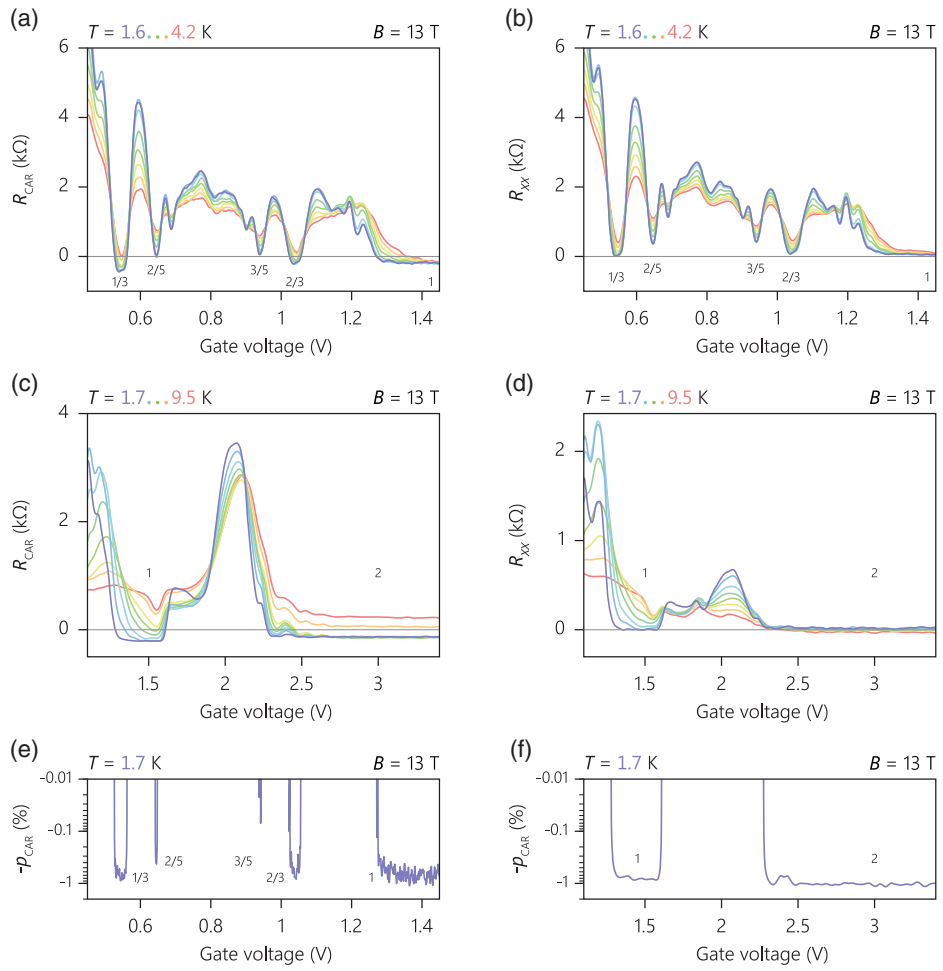 (a)
T = 1.6...4.2 K B = 13 T
R_CAR (kΩ)
6
4
2
0
1/3 2/5 3/5 2/3 1
0.6 0.8 1 1.2 1.4
Gate voltage (V)
(b)
T = 1.6...4.2 K B = 13 T
R_XX (kΩ)
6
4
2
0
1/3 2/5 3/5 2/3 1
0.6 0.8 1 1.2 1.4
Gate voltage (V)
(c)
T = 1.7...9.5 K B = 13 T
R_CAR (kΩ)
4
2
0
1 2
1.5 2 2.5 3
Gate voltage (V)
(d)
T = 1.7...9.5 K B = 13 T
R_XX (kΩ)
2
1
0
1 2
1.5 2 2.5 3
Gate voltage (V)
(e)
T = 1.7 K B = 13 T
-p_CAR (%)
-0.01
-0.1
-1
1/3 2/5 3/5 2/3 1
0.6 0.8 1 1.2 1.4
Gate voltage (V)
(f)
T = 1.7 K B = 13 T
-p_CAR (%)
-0.01
-0.1
-1
1 2
1.5 2 2.5 3
Gate voltage (V)